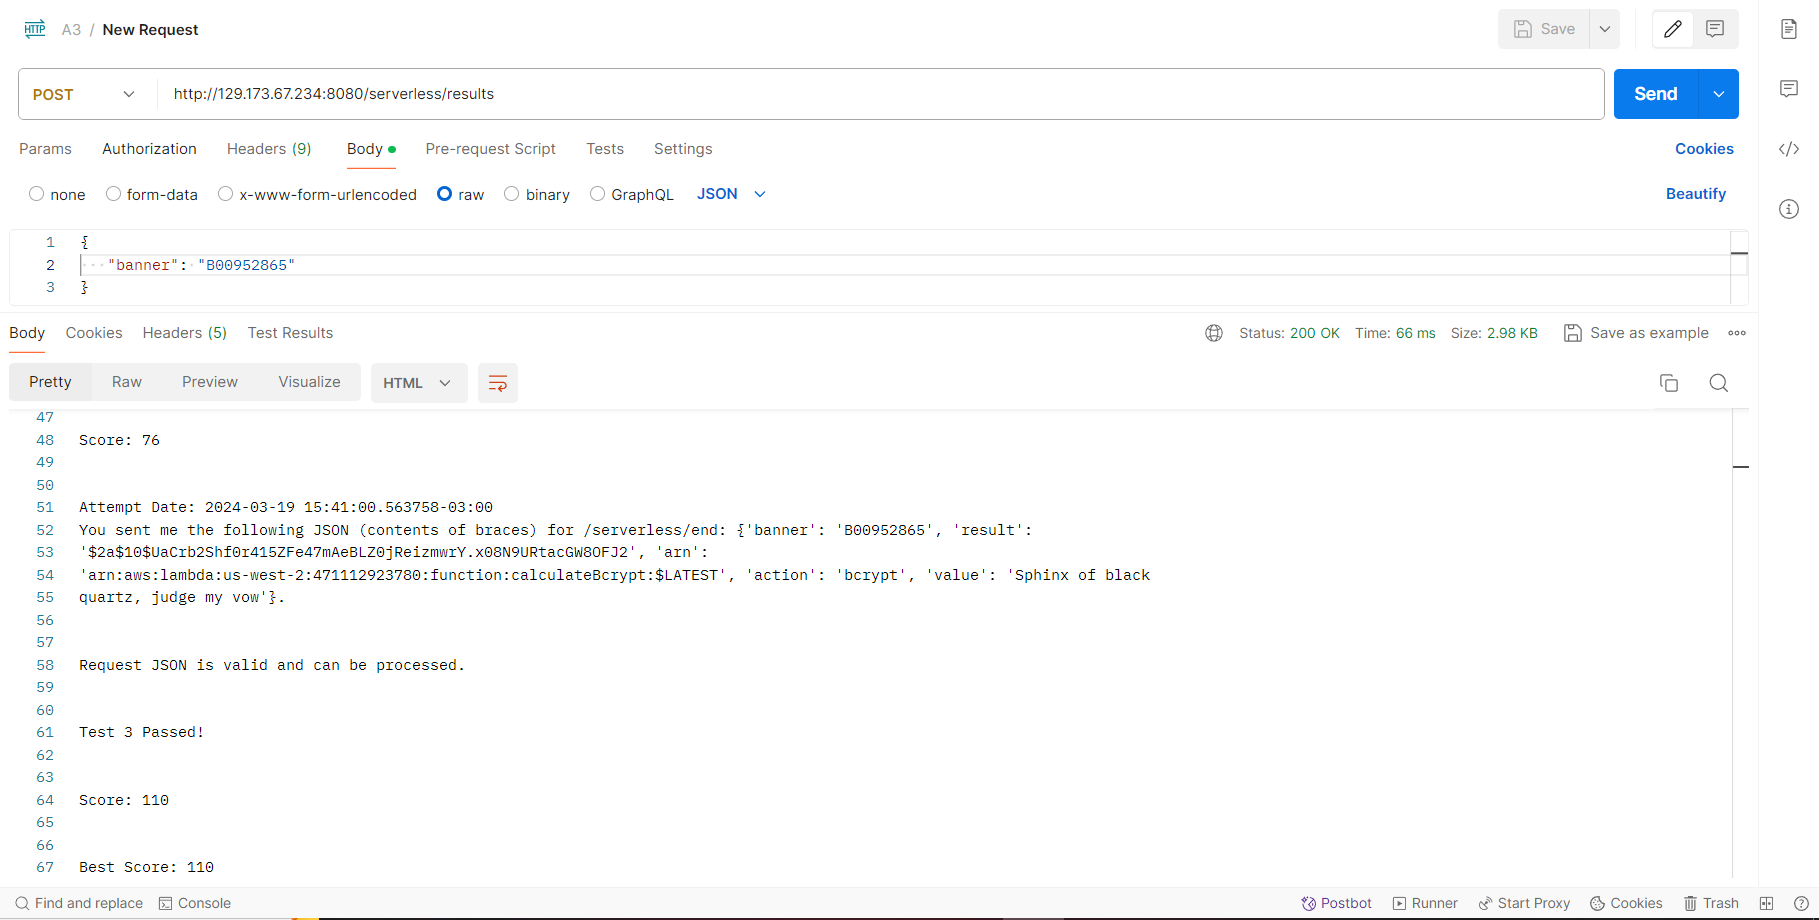 HTTP A3 / New Request Save
POST http://129.173.67.234:8080/serverless/results Send
Params Authorization Headers (9) Body Pre-request Script Tests Settings Cookies
none form-data x-www-form-urlencoded raw binary GraphQL JSON Beautify
1 {
2 "banner": "B00952865"
3 }
Body Cookies Headers (5) Test Results Status: 200 OK Time: 66 ms Size: 2.98 KB Save as example
Pretty Raw Preview Visualize HTML
47
48 Score: 76
49
50
51 Attempt Date: 2024-03-19 15:41:00.563758-03:00
52 You sent me the following JSON (contents of braces) for /serverless/end: {'banner': 'B00952865', 'result':
53 '$2a$10$UaCrb2Shf0r415ZFe47mAeBLZ0jReizmwrY.x08N9URtacGW8OFJ2', 'arn':
54 'arn:aws:lambda:us-west-2:471112923780:function:calculateBcrypt:$LATEST', 'action': 'bcrypt', 'value': 'Sphinx of black
55 quartz, judge my vow'}.
56
57
58 Request JSON is valid and can be processed.
59
60
61 Test 3 Passed!
62
63
64 Score: 110
65
66
67 Best Score: 110
Find and replace Console Postbot Runner Start Proxy Cookies Trash